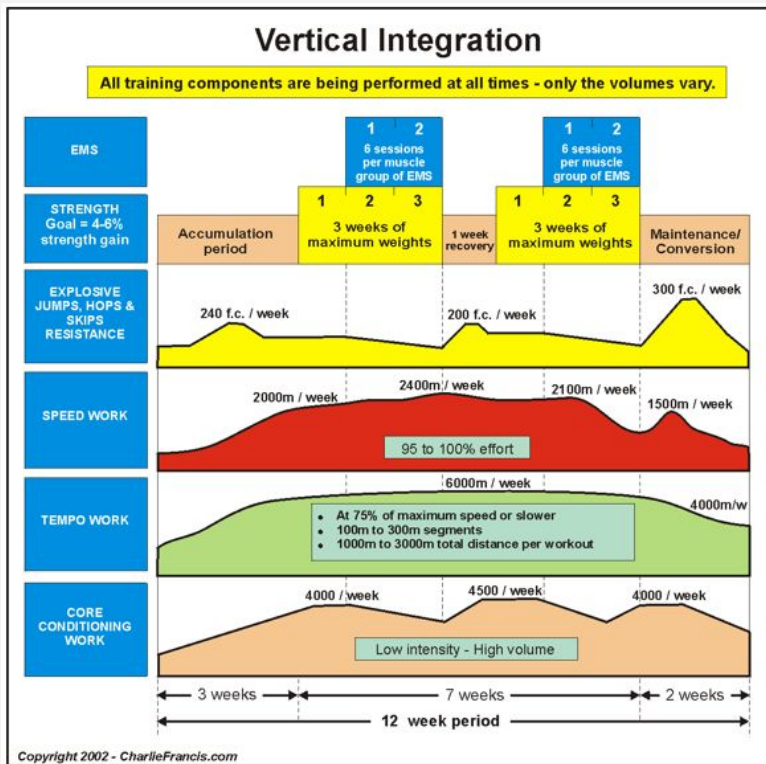 Vertical Integration
All training components are being performed at all times - only the volumes vary.
EMS
1 2
6 sessions
per muscle
group of EMS
1 2
6 sessions
per muscle
group of EMS
STRENGTH
Goal = 4-6%
strength gain
Accumulation
period
1 2 3
3 weeks of
maximum weights
1 week
recovery
1 2 3
3 weeks of
maximum weights
Maintenance/
Conversion
EXPLOSIVE
JUMPS, HOPS &
SKIPS
RESISTANCE
240 f.c. / week
200 f.c. / week
300 f.c. / week
SPEED WORK
2000m / week
2400m / week
2100m / week
1500m / week
95 to 100% effort
TEMPO WORK
6000m / week
4000m/w
• At 75% of maximum speed or slower
• 100m to 300m segments
• 1000m to 3000m total distance per workout
CORE
CONDITIONING
WORK
4000 / week
4500 / week
4000 / week
Low intensity - High volume
3 weeks
7 weeks
2 weeks
12 week period
Copyright 2002 - CharlieFrancis.com